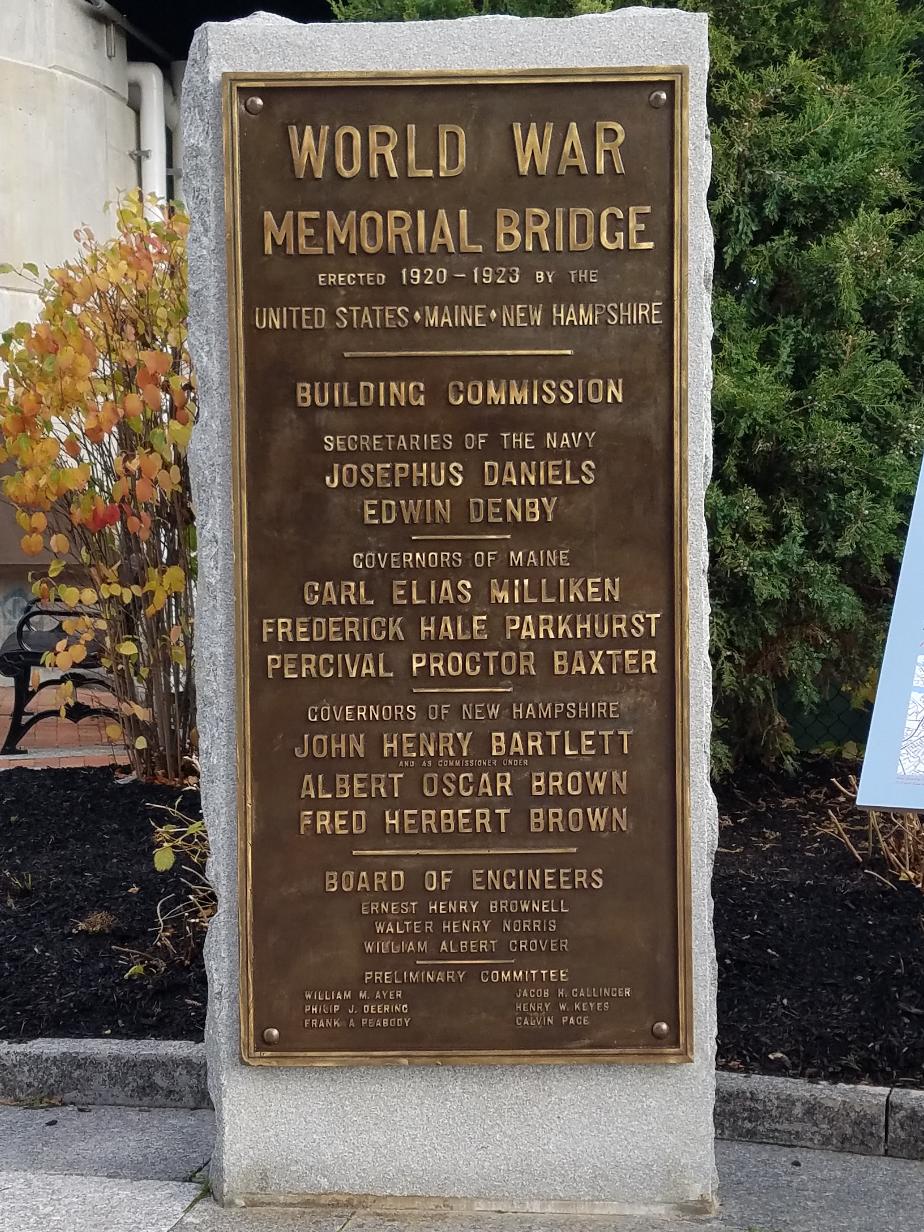 WORLD WAR
MEMORIAL BRIDGE
ERECTED 1920-1923 BY THE
UNITED STATES♦MAINE♦NEW HAMPSHIRE
BUILDING COMMISSION
SECRETARIES OF THE NAVY
JOSEPHUS DANIELS
EDWIN DENBY
GOVERNORS OF MAINE
CARL ELIAS MILLIKEN
FREDERICK HALE PARKHURST
PERCIVAL PROCTOR BAXTER
GOVERNORS OF NEW HAMPSHIRE
JOHN HENRY BARTLETT
AND AS COMMISSIONER UNDER
ALBERT OSCAR BROWN
FRED HERBERT BROWN
BOARD OF ENGINEERS
ERNEST HENRY BROWNELL
WALTER HENRY NORRIS
WILLIAM ALBERT GROVER
PRELIMINARY COMMITTEE
WILLIAM M. AYER
PHILIP J. DEERING
FRANK A PEABODY
JACOB H. GALLINGER
HENRY W. KEYES
CALVIN PAGE